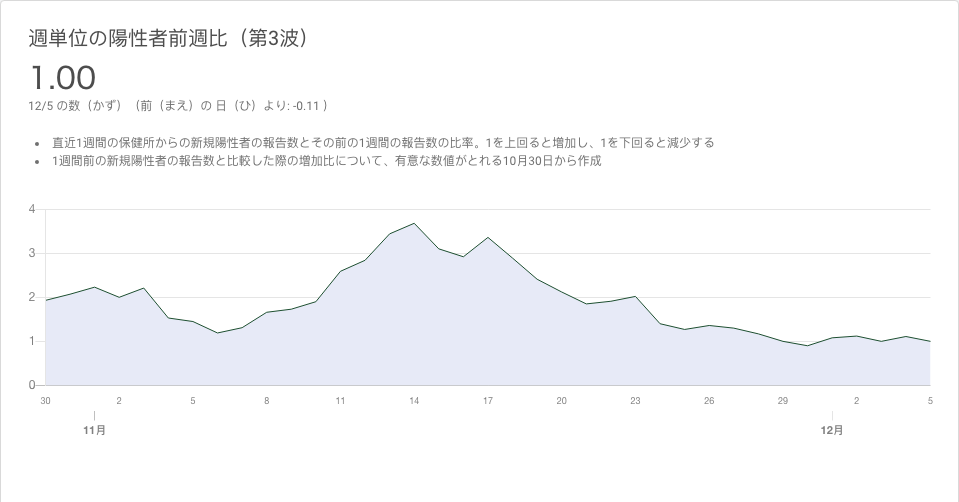 週単位の陽性者前週比（第3波）
1.00
12/5 の数（かず）（前（まえ）の 日（ひ）より: -0.11 ）
• 直近1週間の保健所からの新規陽性者の報告数とその前の1週間の報告数の比率。1を上回ると増加し、1を下回ると減少する
• 1週間前の新規陽性者の報告数と比較した際の増加比について、有意な数値がとれる10月30日から作成
4
3
2
1
0
30 2 5 8 11 14 17 20 23 26 29 2 5
11月 12月